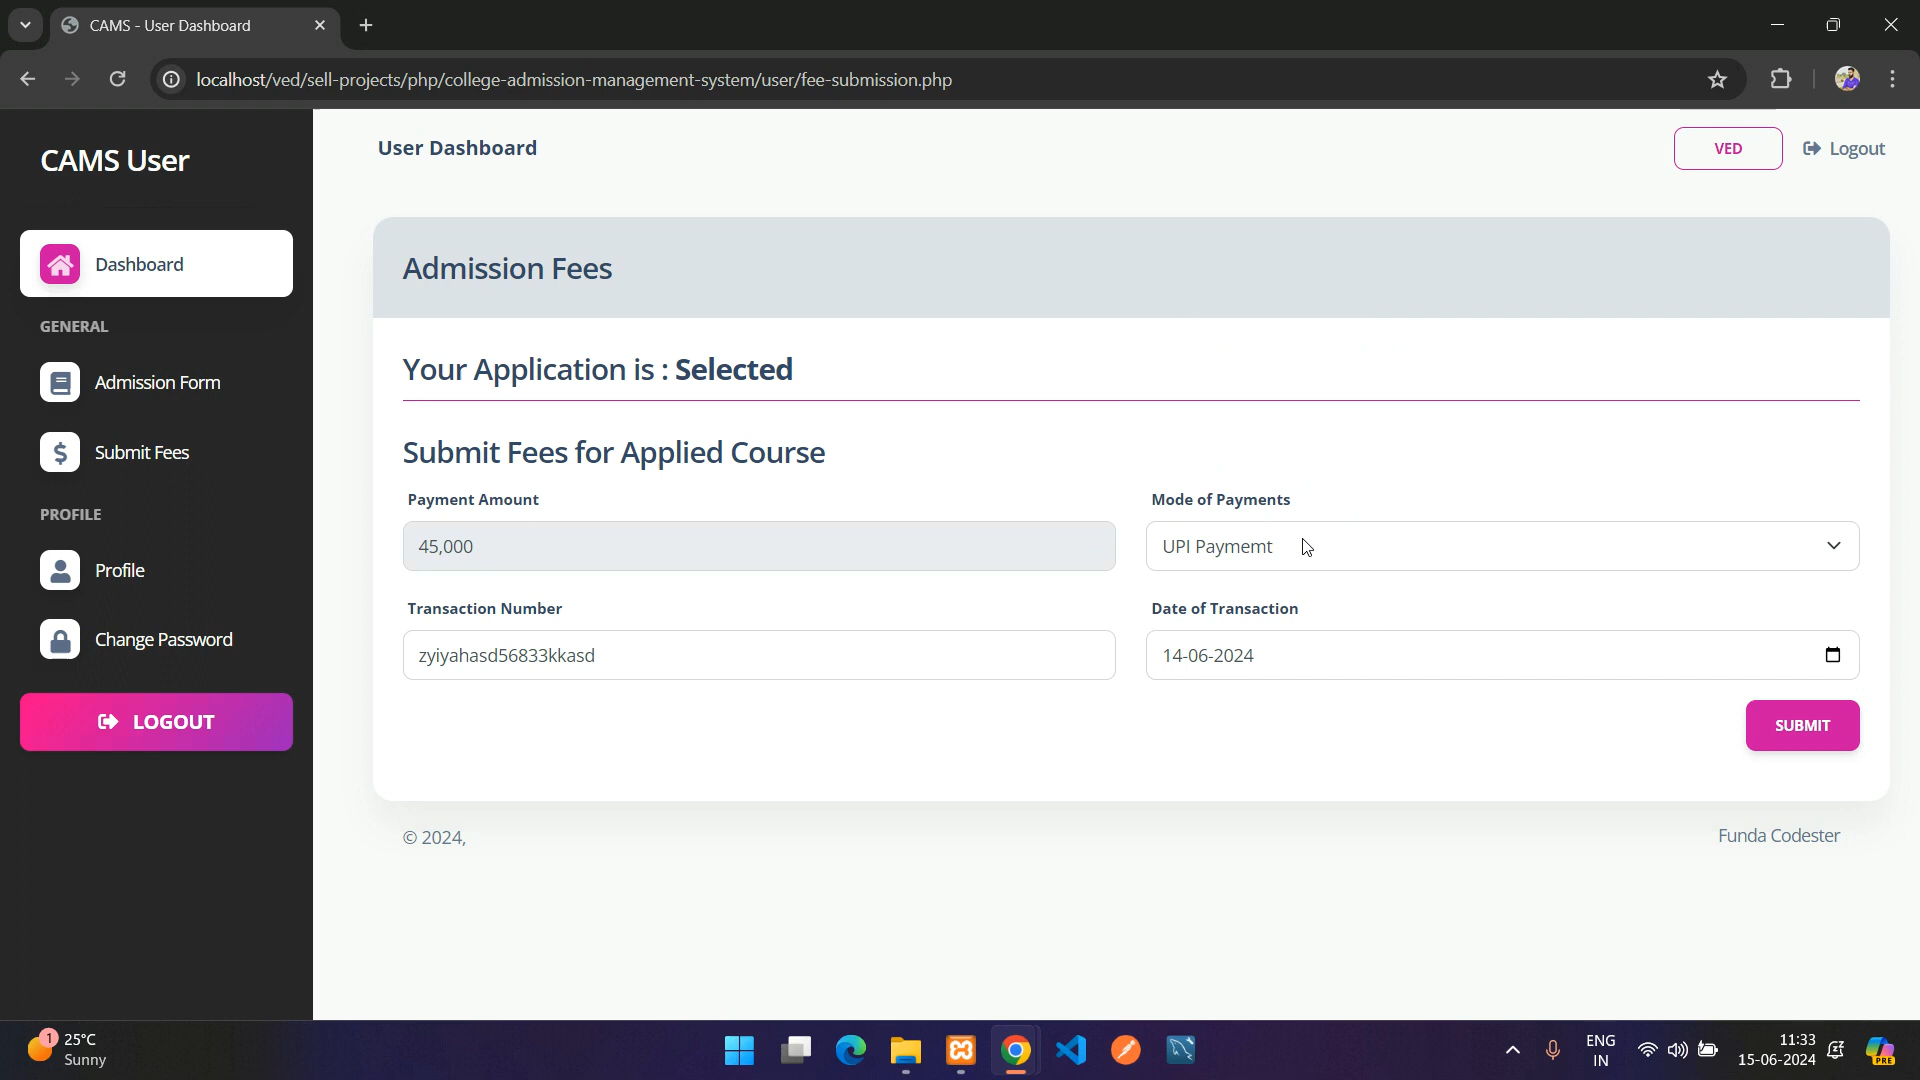 CAMS - User Dashboard
localhost/ved/sell-projects/php/college-admission-management-system/user/fee-submission.php
CAMS User
User Dashboard
VED
Logout
Dashboard
GENERAL
Admission Form
Submit Fees
PROFILE
Profile
Change Password
LOGOUT
Admission Fees
Your Application is : Selected
Submit Fees for Applied Course
Payment Amount
Mode of Payments
45,000
UPI Paymemt
Transaction Number
Date of Transaction
zyiyahasd56833kkasd
14-06-2024
SUBMIT
© 2024,
Funda Codester
1
25°C
Sunny
ENG
IN
11:33
15-06-2024
PRE